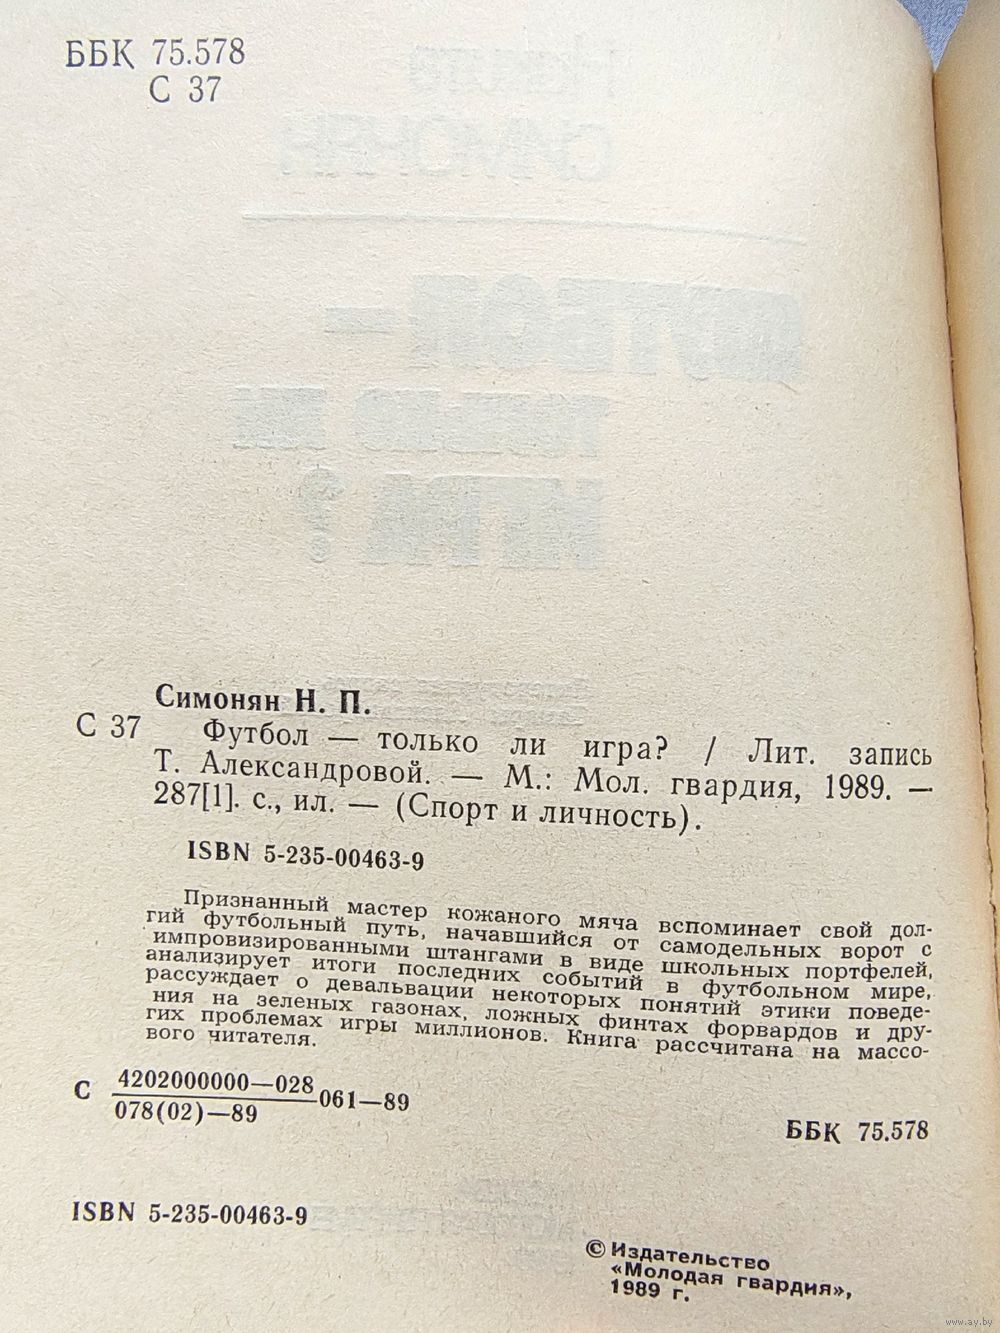 ББК 75.578
С 37
Симонян Н. П.
С 37 Футбол — только ли игра? / Лит. запись
Т. Александровой. — М.: Мол. гвардия, 1989. —
287[1]. с., ил. — (Спорт и личность).
ISBN 5-235-00463-9
Признанный мастер кожаного мяча вспоминает свой дол-
гий футбольный путь, начавшийся от самодельных ворот с
импровизированными штангами в виде школьных портфелей,
анализирует итоги последних событий в футбольном мире,
рассуждает о девальвации некоторых понятий этики поведе-
ния на зеленых газонах, ложных финтах форвардов и дру-
гих проблемах игры миллионов. Книга рассчитана на массо-
вого читателя.
С 4202000000—028
078(02)—89 061—89
ББК 75.578
ISBN 5-235-00463-9
© Издательство
«Молодая гвардия»,
1989 г.
www.ay.by